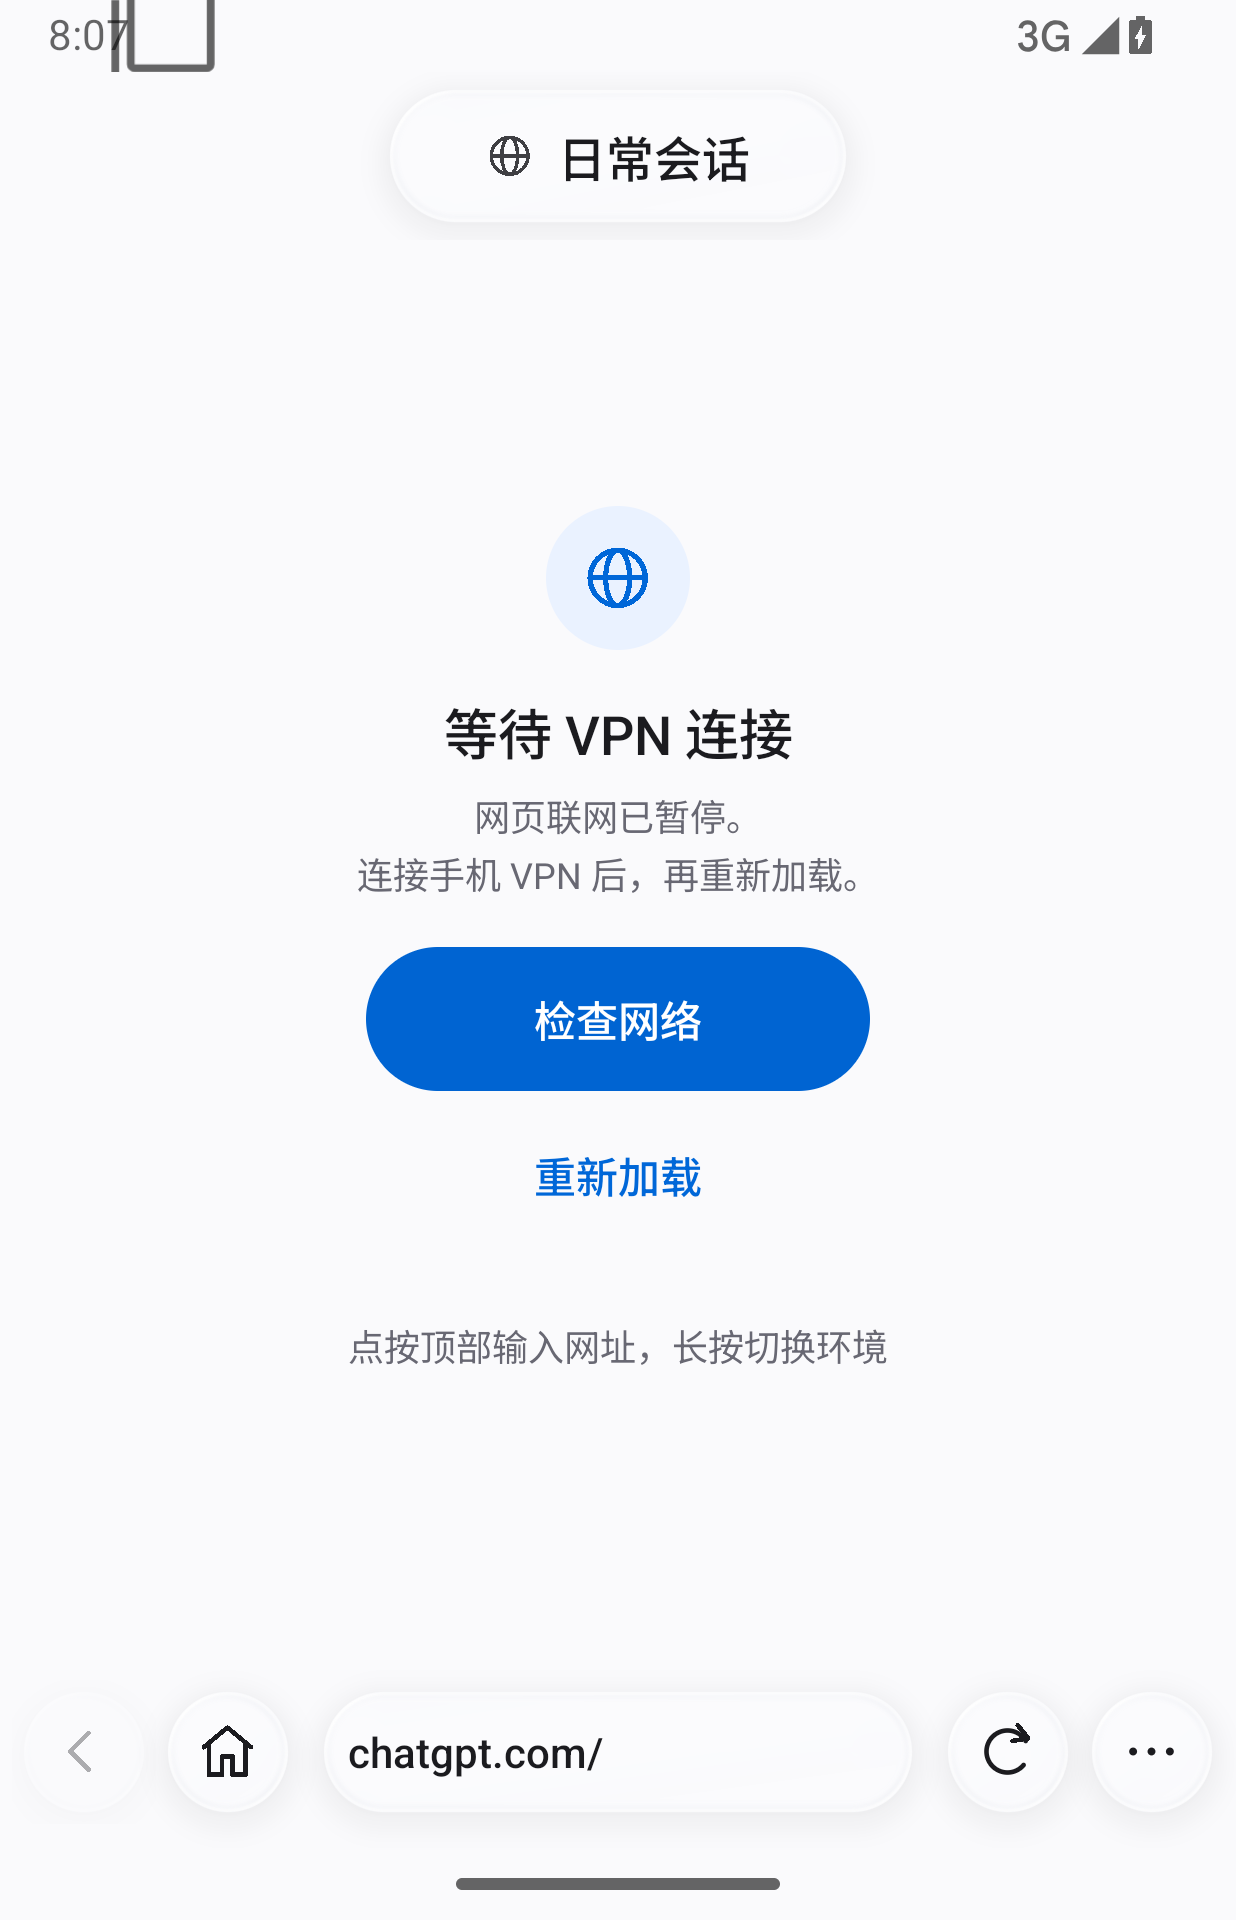 8:07
3G
日常会话
等待 VPN 连接
网页联网已暂停。
连接手机 VPN 后，再重新加载。
检查网络
重新加载
点按顶部输入网址，长按切换环境
chatgpt.com/